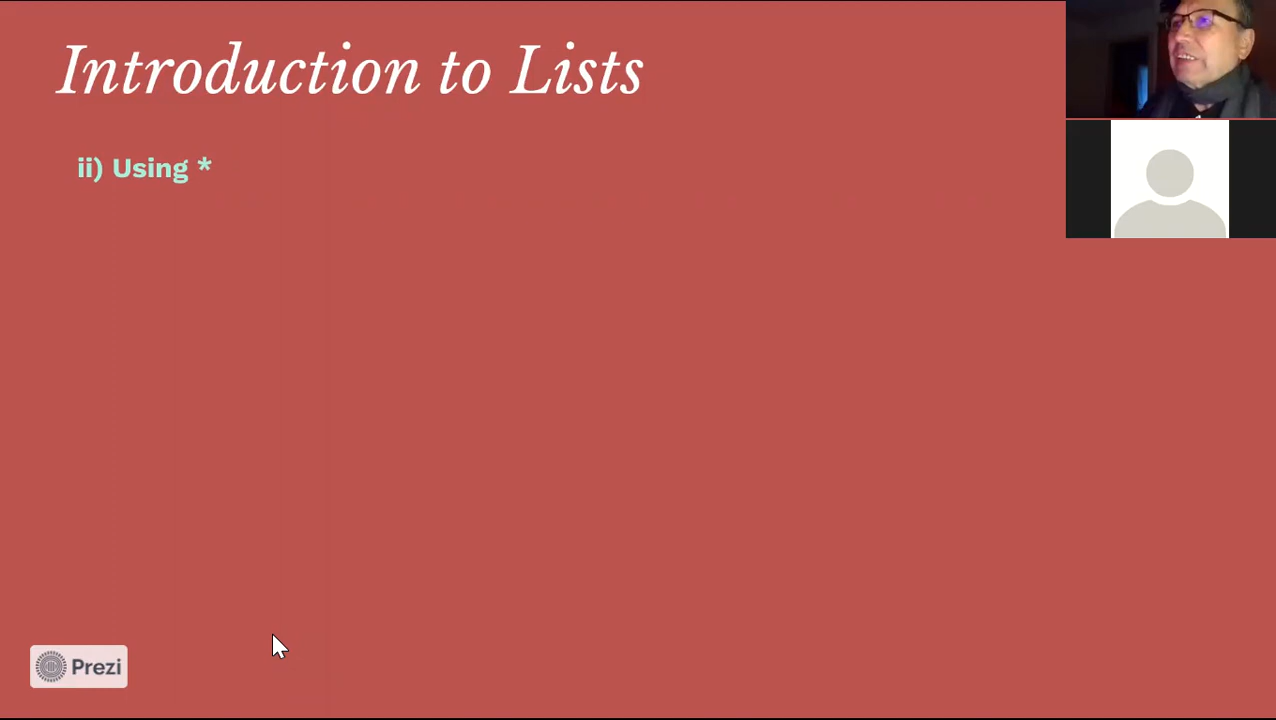 Introduction to Lists
ii) Using *
Prezi